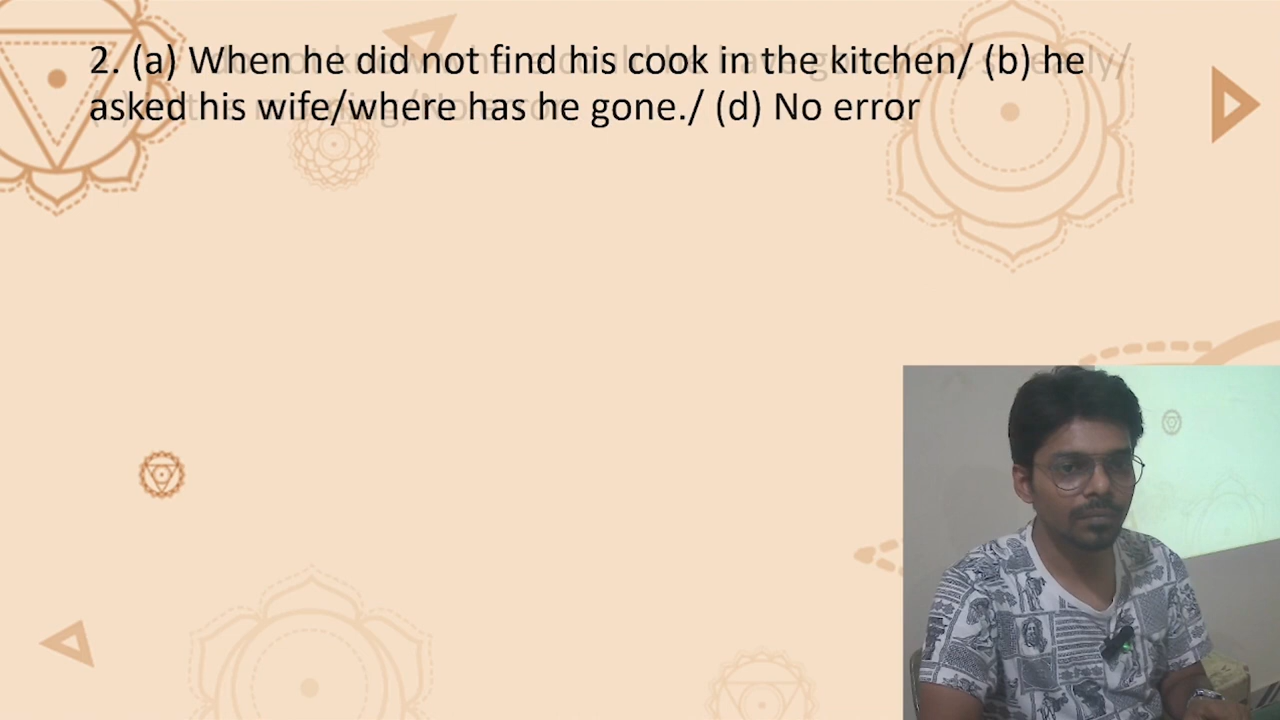 2. (a) When he did not find his cook in the kitchen/ (b) he
asked his wife/where has he gone./ (d) No error